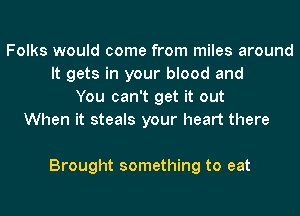 Folks would come from miles around
It gets in your blood and
You can't get it out
When it steals your heart there
Brought something to eat